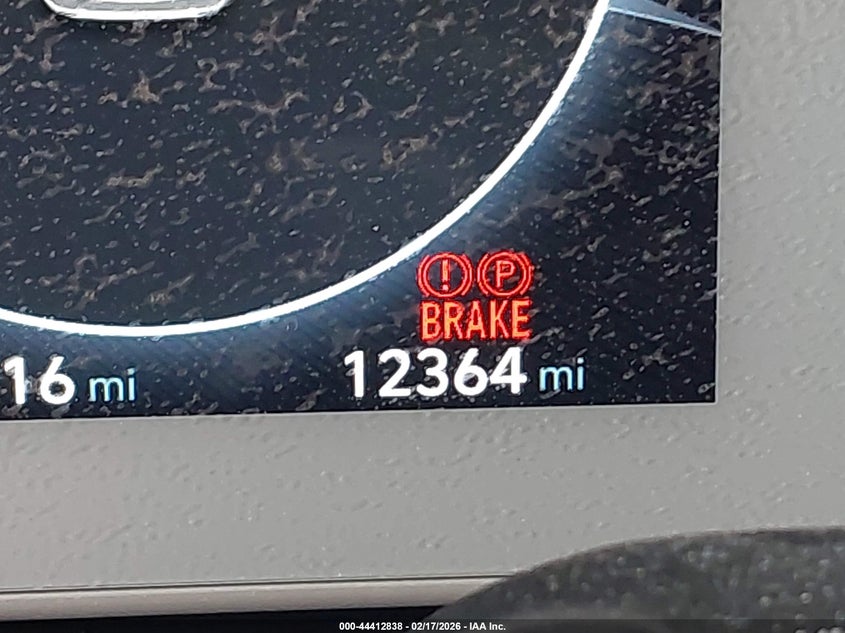 ! P
BRAKE
16 mi 12364 mi
000-44412838 - 02/17/2026 - IAA Inc.